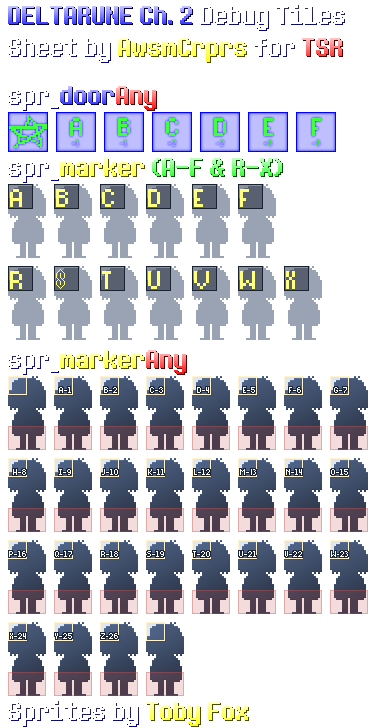 DELTARUNE Ch. 2 Debug Tiles
Sheet by AwsmCrprs for TSR
spr_doorAny
A B C D E F
spr_marker (A-F & R-X)
A B C D E F
R S T U V W X
spr_markerAny
A-1 B-2 C-3 D-4 E-5 F-6 G-7
H-8 I-9 J-10 K-11 L-12 M-13 N-14 O-15
P-16 Q-17 R-18 S-19 T-20 U-21 V-22 W-23
X-24 Y-25 Z-26
Sprites by Toby Fox